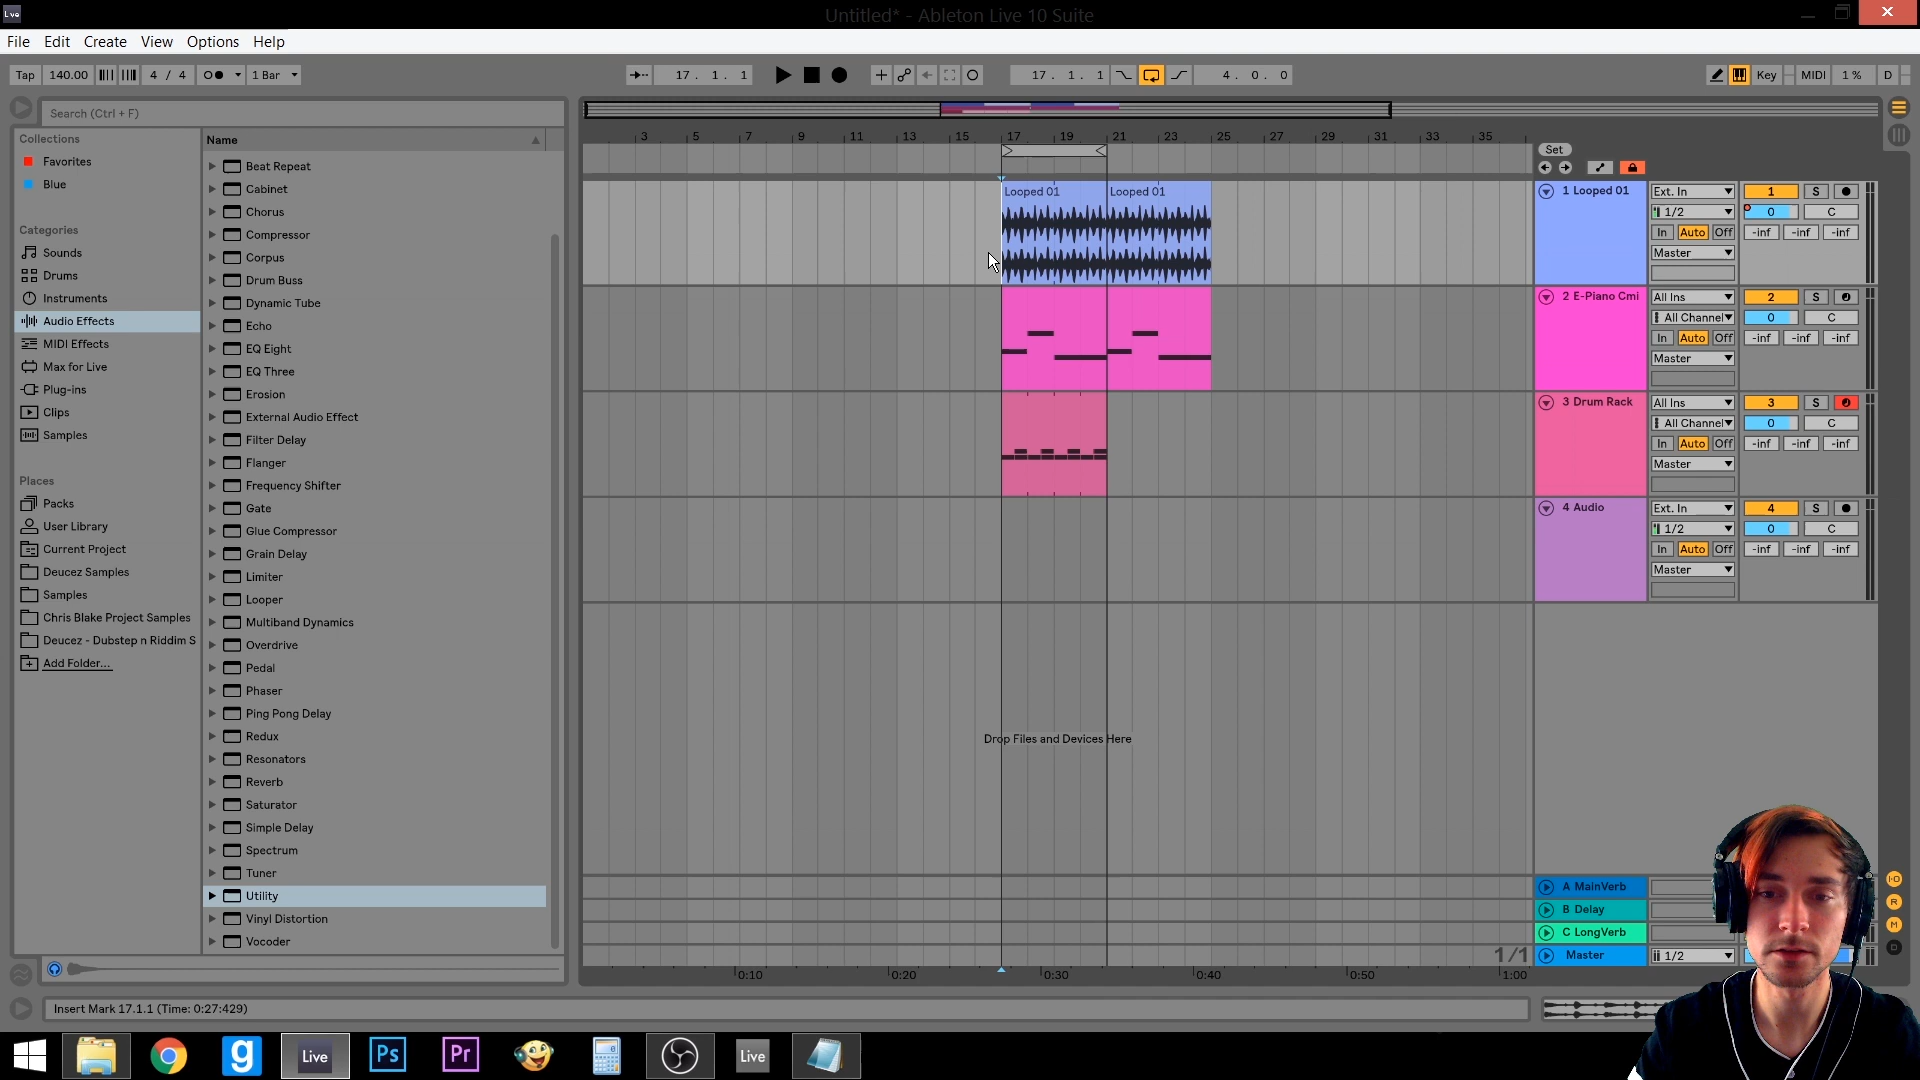 Live
Untitled* - Ableton Live 10 Suite
File Edit Create View Options Help
Tap 140.00 4 / 4 1 Bar 17 . 1 . 1 17 . 1 . 1 4 . 0 . 0 Key MIDI 1 % D
Search (Ctrl + F)
Collections
Favorites
Blue
Categories
Sounds
Drums
Instruments
Audio Effects
MIDI Effects
Max for Live
Plug-ins
Clips
Samples
Places
Packs
User Library
Current Project
Deucez Samples
Samples
Chris Blake Project Samples
Deucez - Dubstep n Riddim S
Add Folder...
Name
Beat Repeat
Cabinet
Chorus
Compressor
Corpus
Drum Buss
Dynamic Tube
Echo
EQ Eight
EQ Three
Erosion
External Audio Effect
Filter Delay
Flanger
Frequency Shifter
Gate
Glue Compressor
Grain Delay
Limiter
Looper
Multiband Dynamics
Overdrive
Pedal
Phaser
Ping Pong Delay
Redux
Resonators
Reverb
Saturator
Simple Delay
Spectrum
Tuner
Utility
Vinyl Distortion
Vocoder
3 5 7 9 11 13 15 17 19 21 23 25 27 29 31 33 35
Set
Looped 01 Looped 01
Drop Files and Devices Here
1/1
0:10 0:20 0:30 0:40 0:50 1:00
1 Looped 01 Ext. In 1 S
1/2 0 C
In Auto Off -inf -inf -inf
Master
2 E-Piano Cmi All Ins 2 S
All Channel 0 C
In Auto Off -inf -inf -inf
Master
3 Drum Rack All Ins 3 S
All Channel 0 C
In Auto Off -inf -inf -inf
Master
4 Audio Ext. In 4 S
1/2 0 C
In Auto Off -inf -inf -inf
Master
A MainVerb
B Delay
C LongVerb
Master 1/2
I·O
R
M
D
Insert Mark 17.1.1 (Time: 0:27:429)
Live Ps Pr Live